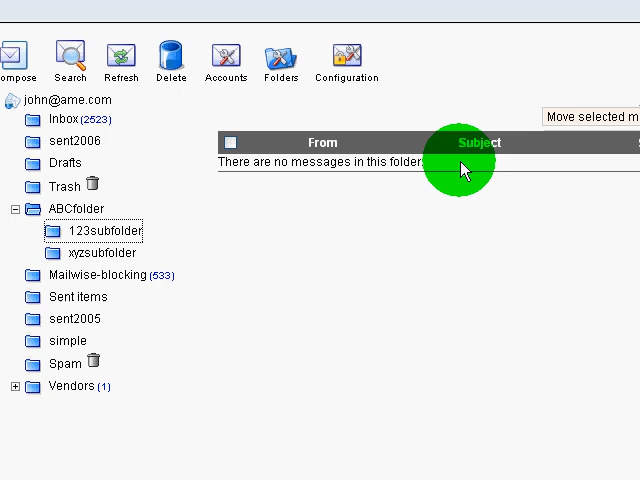 ompose Search Refresh Delete Accounts Folders Configuration
john@ame.com
Inbox (2523)
Move selected m
sent2006
From Subject S
Drafts
There are no messages in this folder.
Trash
ABCfolder
123subfolder
xyzsubfolder
Mailwise-blocking (533)
Sent items
sent2005
simple
Spam
Vendors (1)